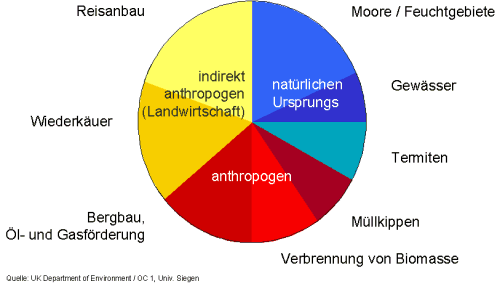 Reisanbau
Moore / Feuchtgebiete
indirekt
anthropogen
(Landwirtschaft)
natürlichen
Ursprungs
Gewässer
Wiederkäuer
Termiten
anthropogen
Bergbau,
Öl- und Gasförderung
Müllkippen
Verbrennung von Biomasse
Quelle: UK Department of Environment / OC 1, Univ. Siegen